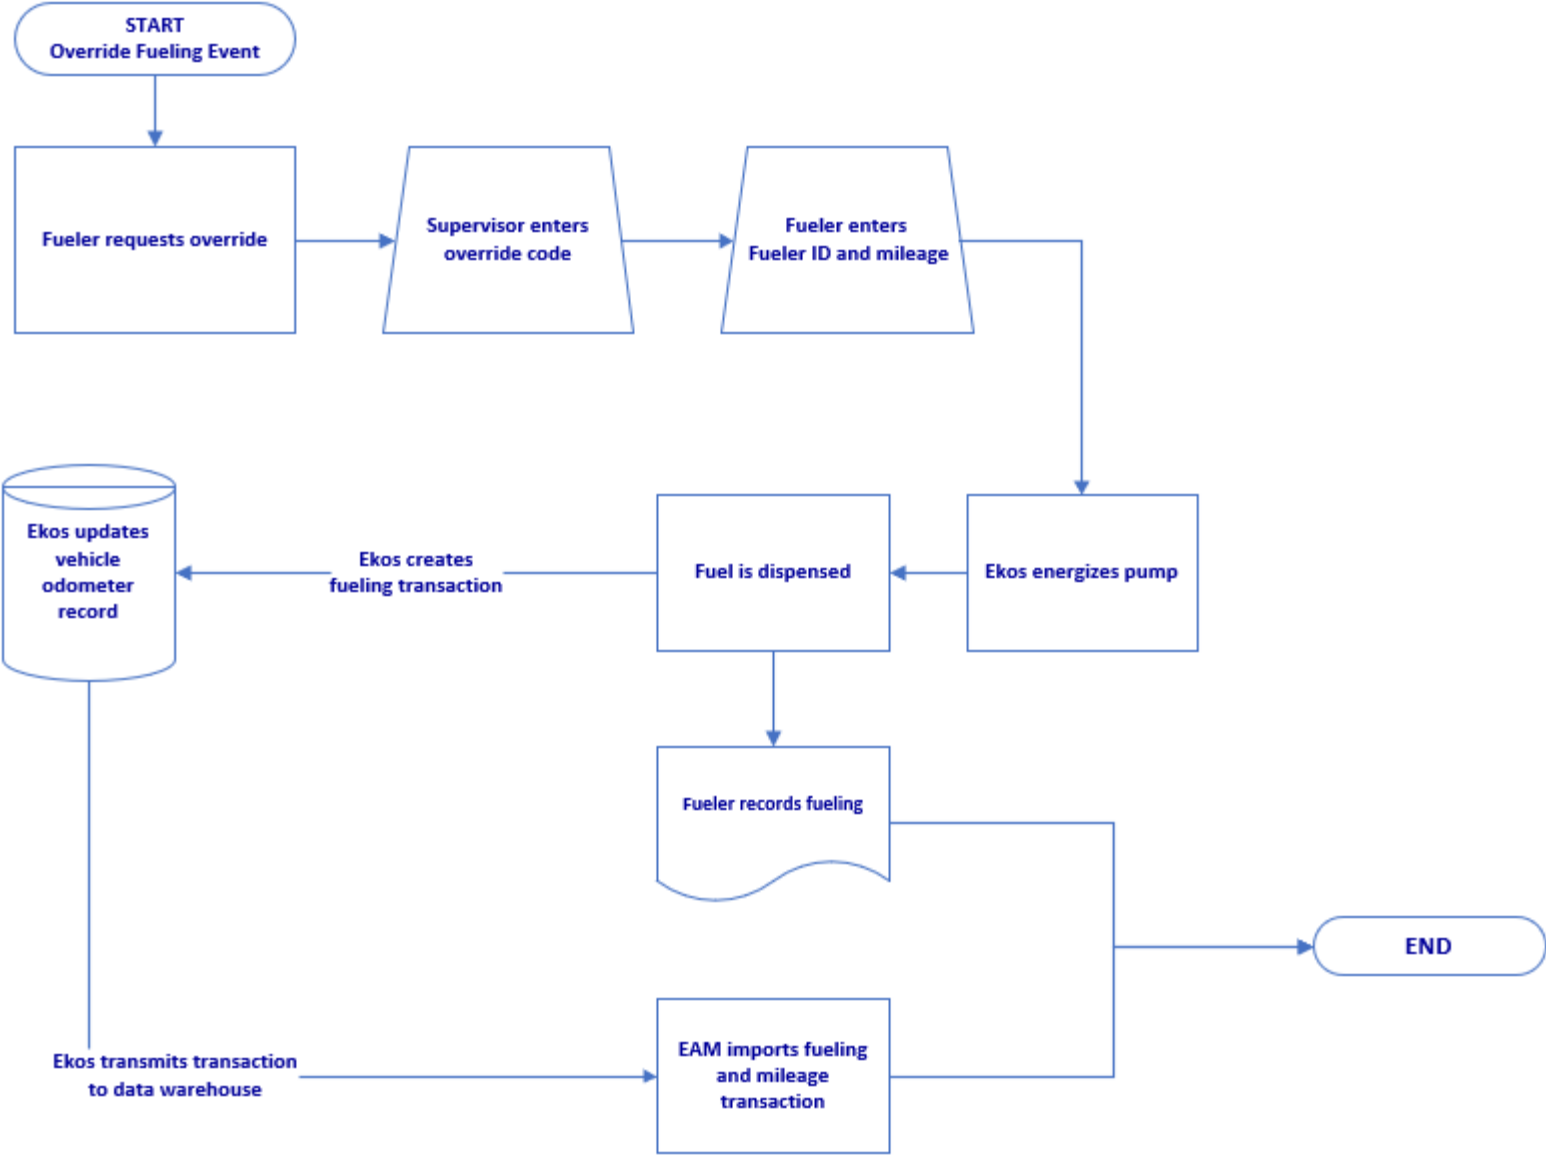 START
Override Fueling Event
Fueler requests override
Supervisor enters
override code
Fueler enters
Fueler ID and mileage
Ekos updates
vehicle
odometer
record
Ekos creates
fueling transaction
Fuel is dispensed
Ekos energizes pump
Fueler records fueling
END
Ekos transmits transaction
to data warehouse
EAM imports fueling
and mileage
transaction